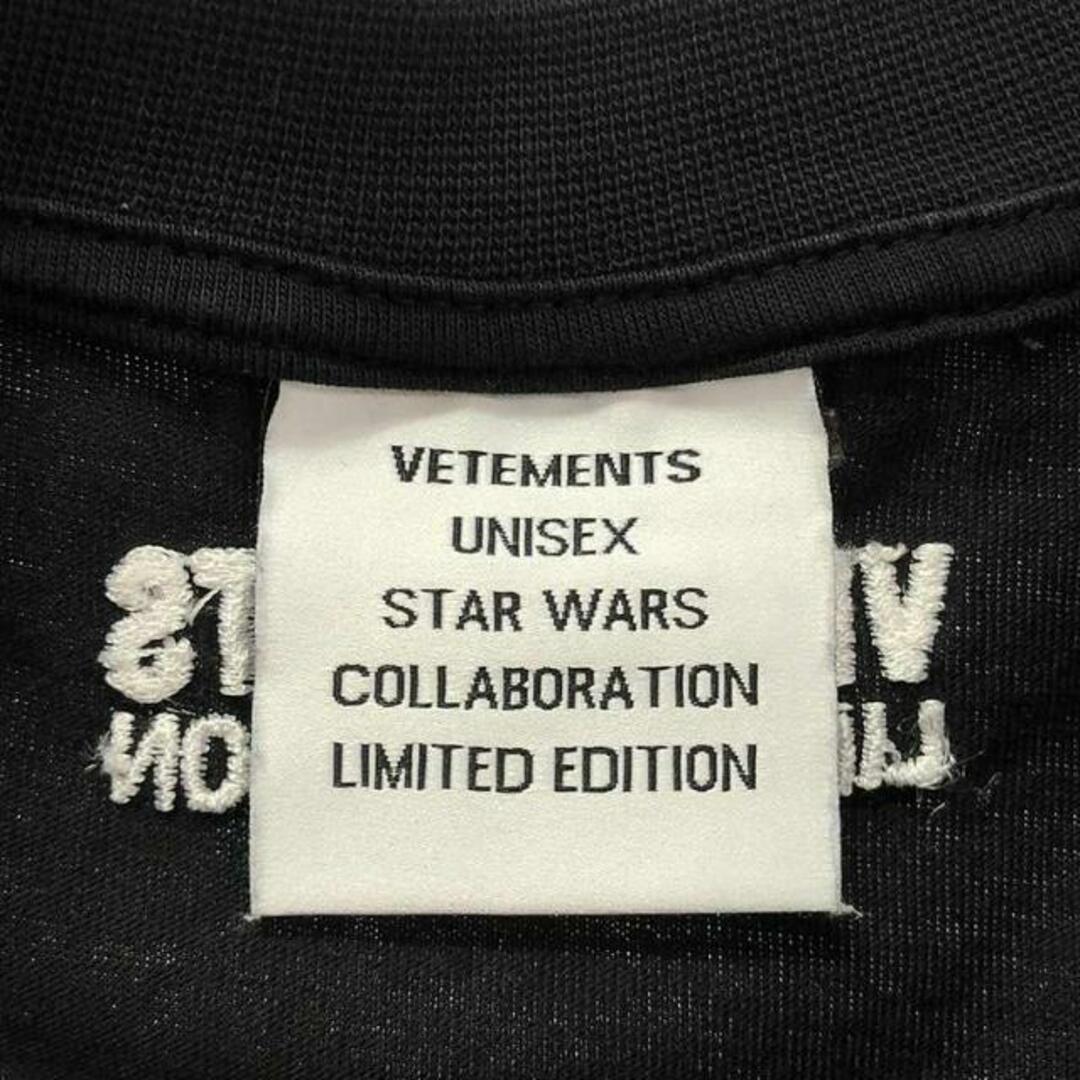 VETEMENTS
UNISEX
STAR WARS
COLLABORATION
LIMITED EDITION